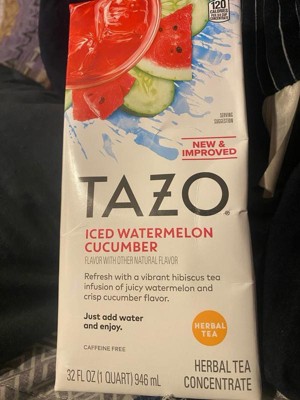 120
CALORIES
SERVING
SUGGESTION
NEW &
IMPROVED
TAZO®
ICED WATERMELON
CUCUMBER
FLAVOR WITH OTHER NATURAL FLAVOR
Refresh with a vibrant hibiscus tea
infusion of juicy watermelon and
crisp cucumber flavor.
Just add water
and enjoy.
HERBAL
TEA
CAFFEINE FREE
HERBAL TEA
CONCENTRATE
32 FL OZ (1 QUART) 946 mL